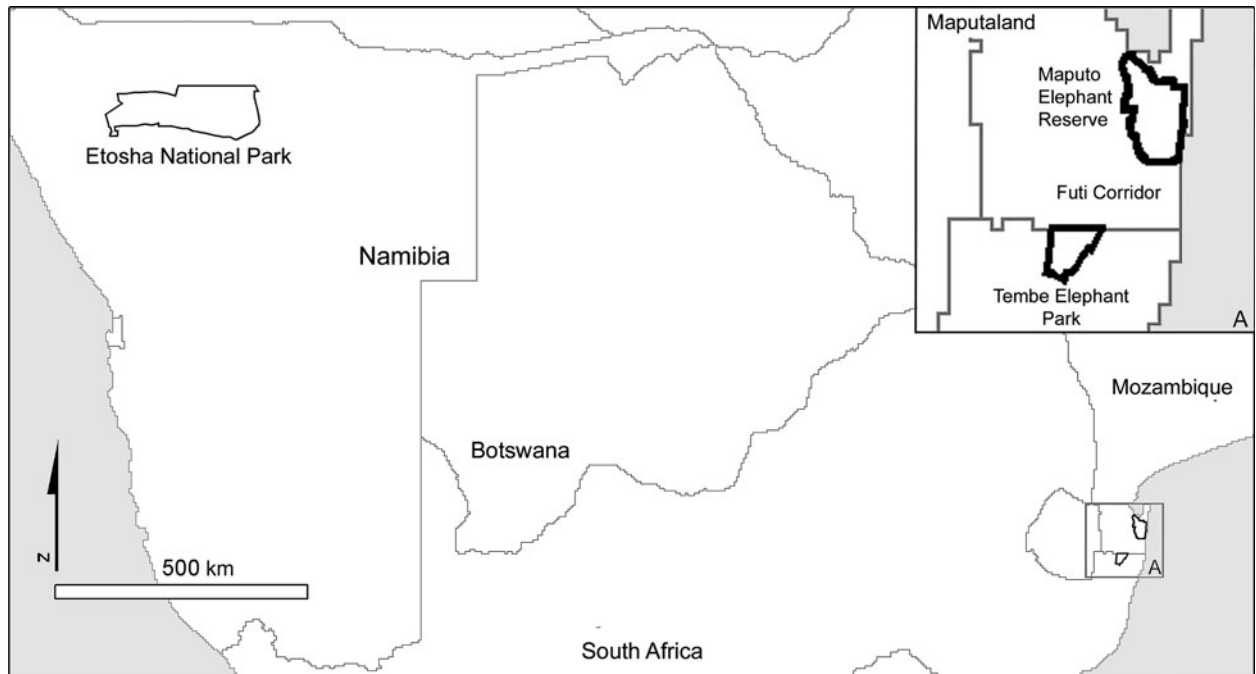 Maputaland
Maputo
Elephant
Reserve
Futi Corridor
Tembe Elephant
Park
A
Etosha National Park
Namibia
Mozambique
Botswana
N
500 km
A
South Africa